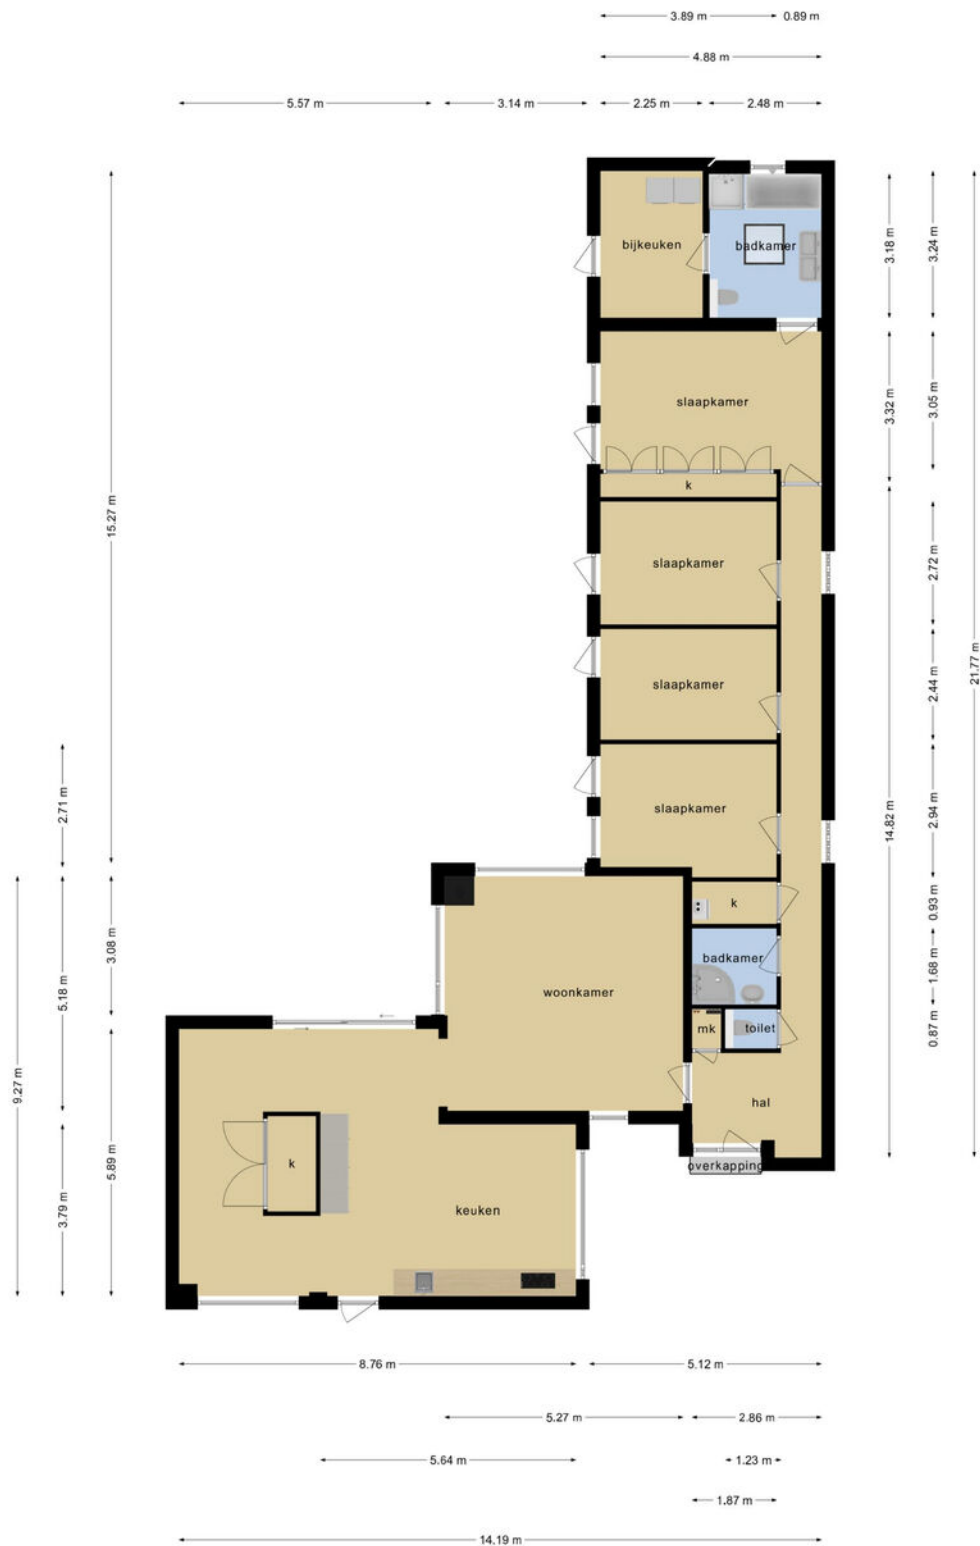 3.89 m
0.89 m
4.88 m
5.57 m
3.14 m
2.25 m
2.48 m
bijkeuken
badkamer
3.18 m
3.24 m
slaapkamer
3.32 m
3.05 m
k
15.27 m
slaapkamer
2.72 m
21.77 m
slaapkamer
2.44 m
2.71 m
slaapkamer
14.82 m
2.94 m
k
0.93 m
3.08 m
5.18 m
badkamer
1.68 m
woonkamer
mk
toilet
0.87 m
9.27 m
hal
k
5.89 m
3.79 m
overkapping
keuken
8.76 m
5.12 m
5.27 m
2.86 m
5.64 m
1.23 m
1.87 m
14.19 m